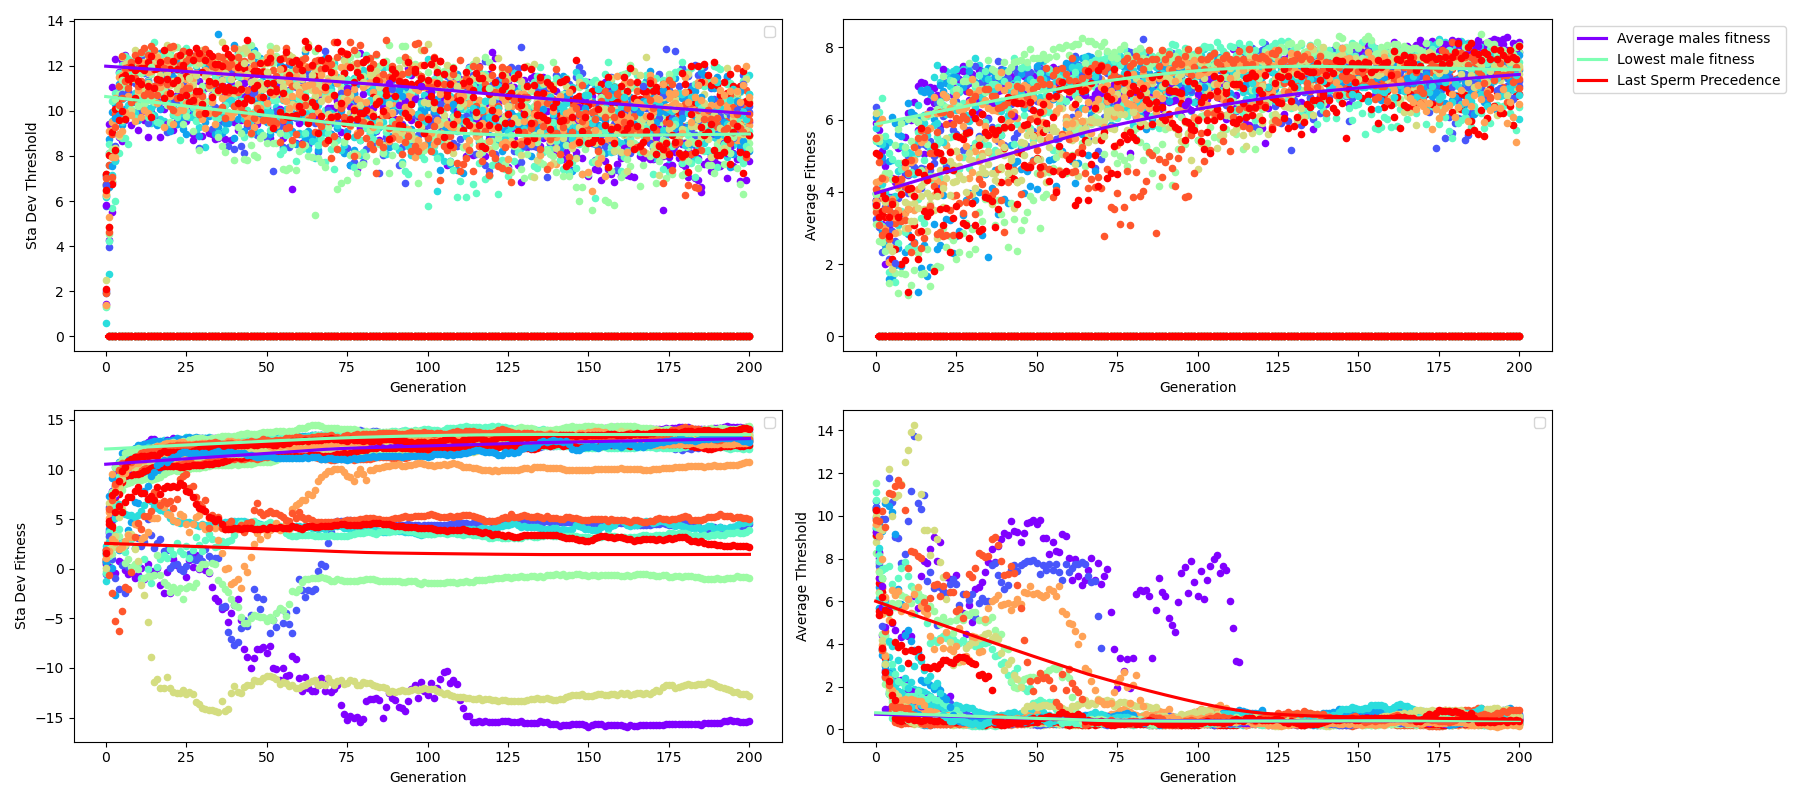 14
12
10
8
6
4
2
0
Sta Dev Threshold
0 25 50 75 100 125 150 175 200
Generation
8
6
4
2
0
Average Fitness
0 25 50 75 100 125 150 175 200
Generation
Average males fitness
Lowest male fitness
Last Sperm Precedence
15
10
5
0
−5
−10
−15
Sta Dev Fitness
0 25 50 75 100 125 150 175 200
Generation
14
12
10
8
6
4
2
0
Average Threshold
0 25 50 75 100 125 150 175 200
Generation